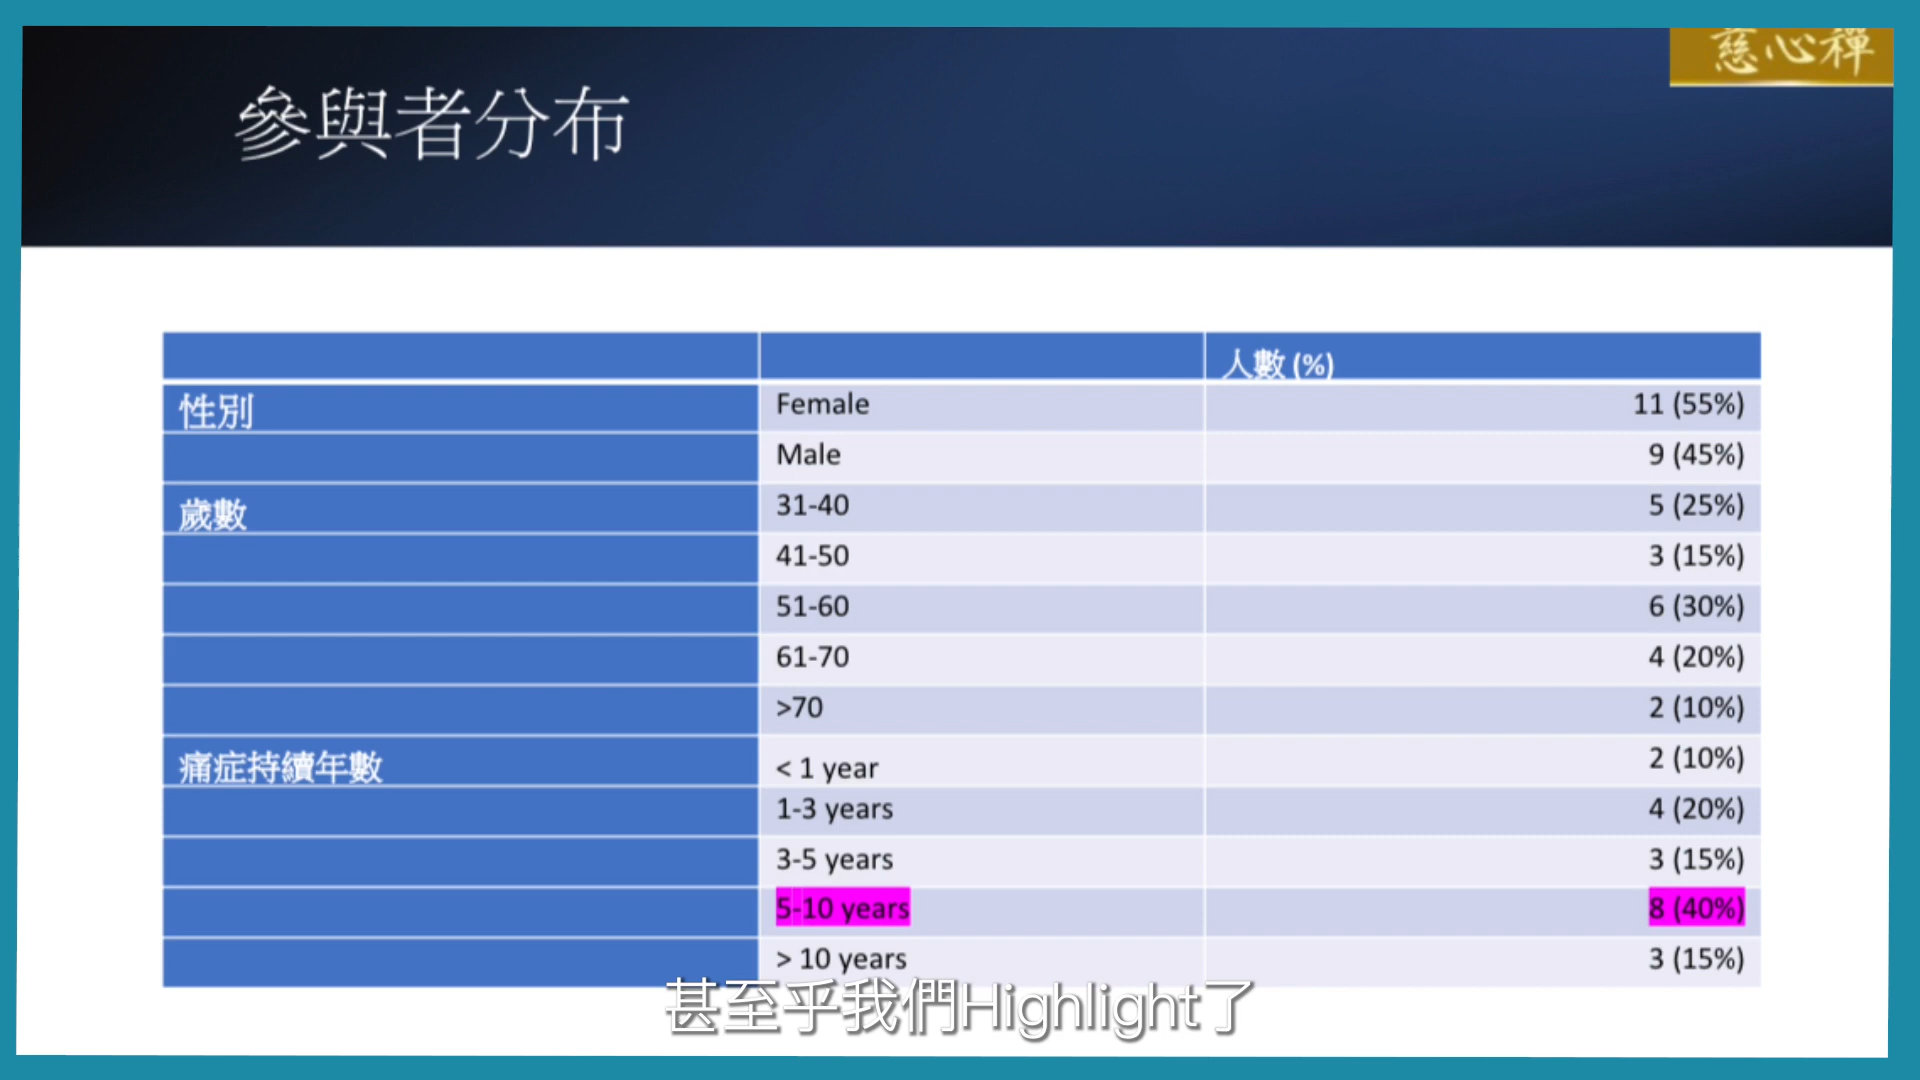 慈心禪
參與者分布
人數 (%)
性別 Female 11 (55%)
Male 9 (45%)
歲數 31-40 5 (25%)
41-50 3 (15%)
51-60 6 (30%)
61-70 4 (20%)
>70 2 (10%)
痛症持續年數 < 1 year 2 (10%)
1-3 years 4 (20%)
3-5 years 3 (15%)
5-10 years 8 (40%)
> 10 years 3 (15%)
甚至乎我們Highlight了